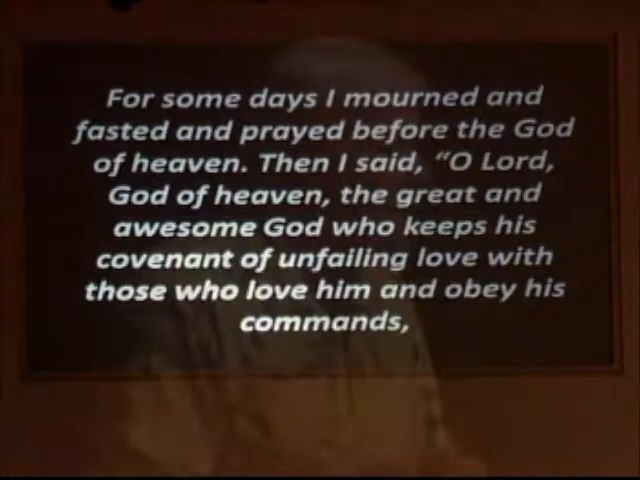 For some days I mourned and
fasted and prayed before the God
of heaven. Then I said, “O Lord,
God of heaven, the great and
awesome God who keeps his
covenant of unfailing love with
those who love him and obey his
commands,